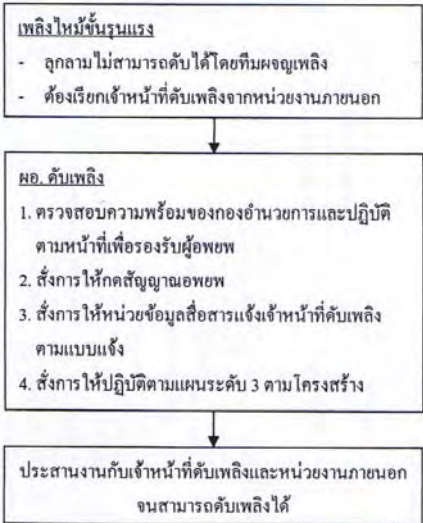 เพลิงไหม้ขั้นรุนแรง
- ลุกลามไม่สามารถดับได้โดยทีมผจญเพลิง
- ต้องเรียกเจ้าหน้าที่ดับเพลิงจากหน่วยงานภายนอก
ผอ. ดับเพลิง
1. ตรวจสอบความพร้อมของกองอำนวยการและปฏิบัติ
ตามหน้าที่เพื่อรองรับผู้อพยพ
2. สั่งการให้กดสัญญาณอพยพ
3. สั่งการให้หน่วยข้อมูลสื่อสารแจ้งเจ้าหน้าที่ดับเพลิง
ตามแบบแจ้ง
4. สั่งการให้ปฏิบัติตามแผนระดับ 3 ตามโครงสร้าง
ประสานงานกับเจ้าหน้าที่ดับเพลิงและหน่วยงานภายนอก
จนสามารถดับเพลิงได้